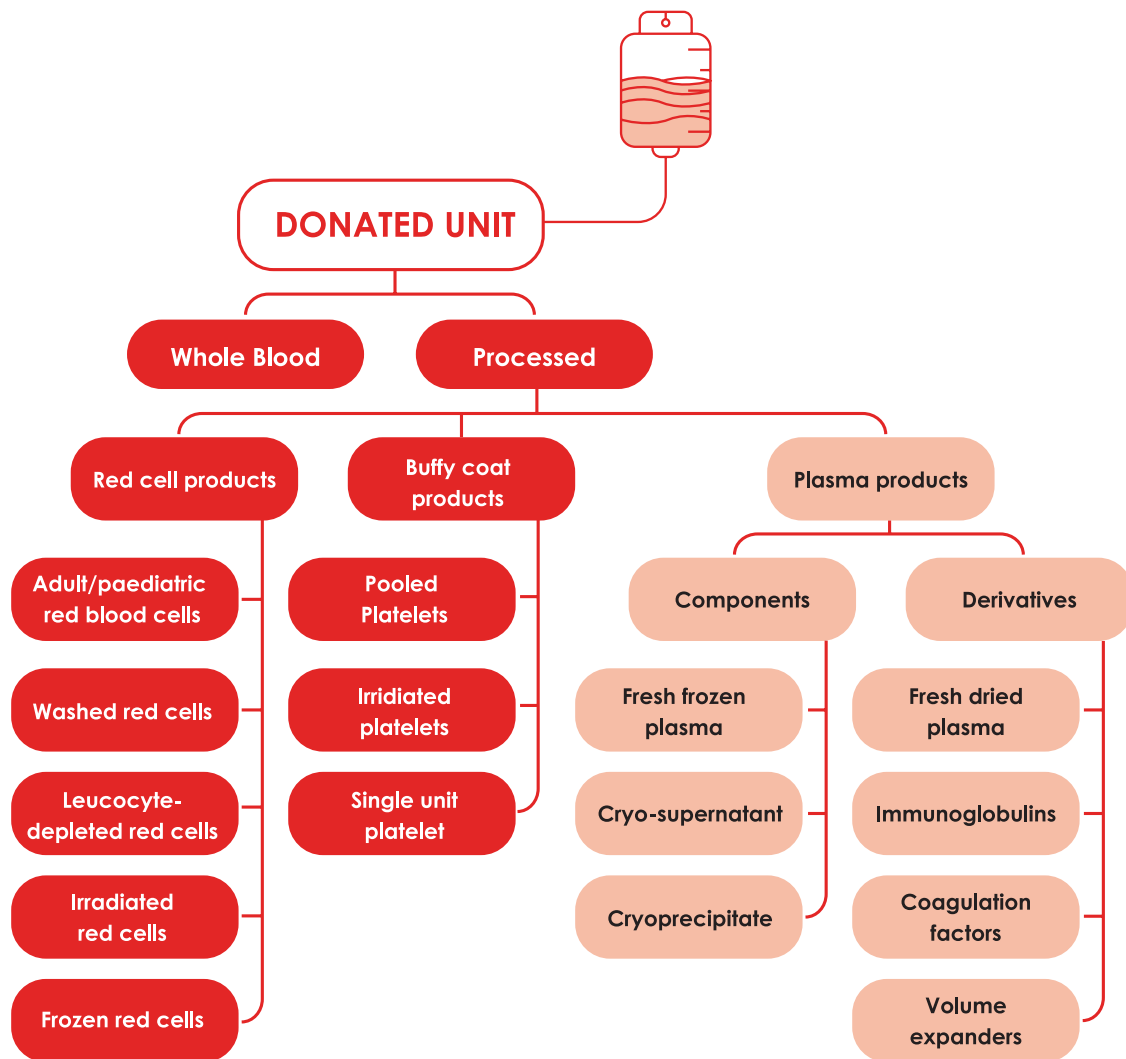 DONATED UNIT
Whole Blood
Processed
Red cell products
Buffy coat
products
Plasma products
Adult/paediatric
red blood cells
Washed red cells
Leucocyte-
depleted red cells
Irradiated
red cells
Frozen red cells
Pooled
Platelets
Irridiated
platelets
Single unit
platelet
Components
Derivatives
Fresh frozen
plasma
Cryo-supernatant
Cryoprecipitate
Fresh dried
plasma
Immunoglobulins
Coagulation
factors
Volume
expanders